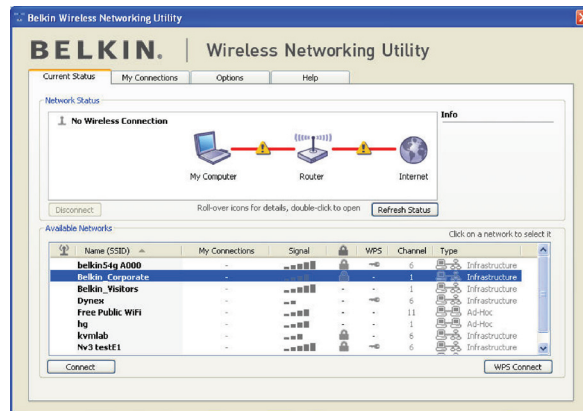 Belkin Wireless Networking Utility
BELKIN. | Wireless Networking Utility
Current Status My Connections Options Help
Network Status
No Wireless Connection
Info
My Computer Router Internet
Disconnect Roll-over icons for details, double-click to open Refresh Status
Available Networks
Click on a network to select it
Name (SSID) My Connections Signal WPS Channel Type
belkin54g A000 - 6 Infrastructure
Belkin_Corporate - - 1 Infrastructure
Belkin_Visitors - - - 1 Infrastructure
Dynex - - 6 Infrastructure
Free Public WiFi - - - 11 Ad-Hoc
hg - - - 1 Ad-Hoc
kvmlab - - 6 Infrastructure
Nv3 testE1 - - 6 Infrastructure
Connect WPS Connect